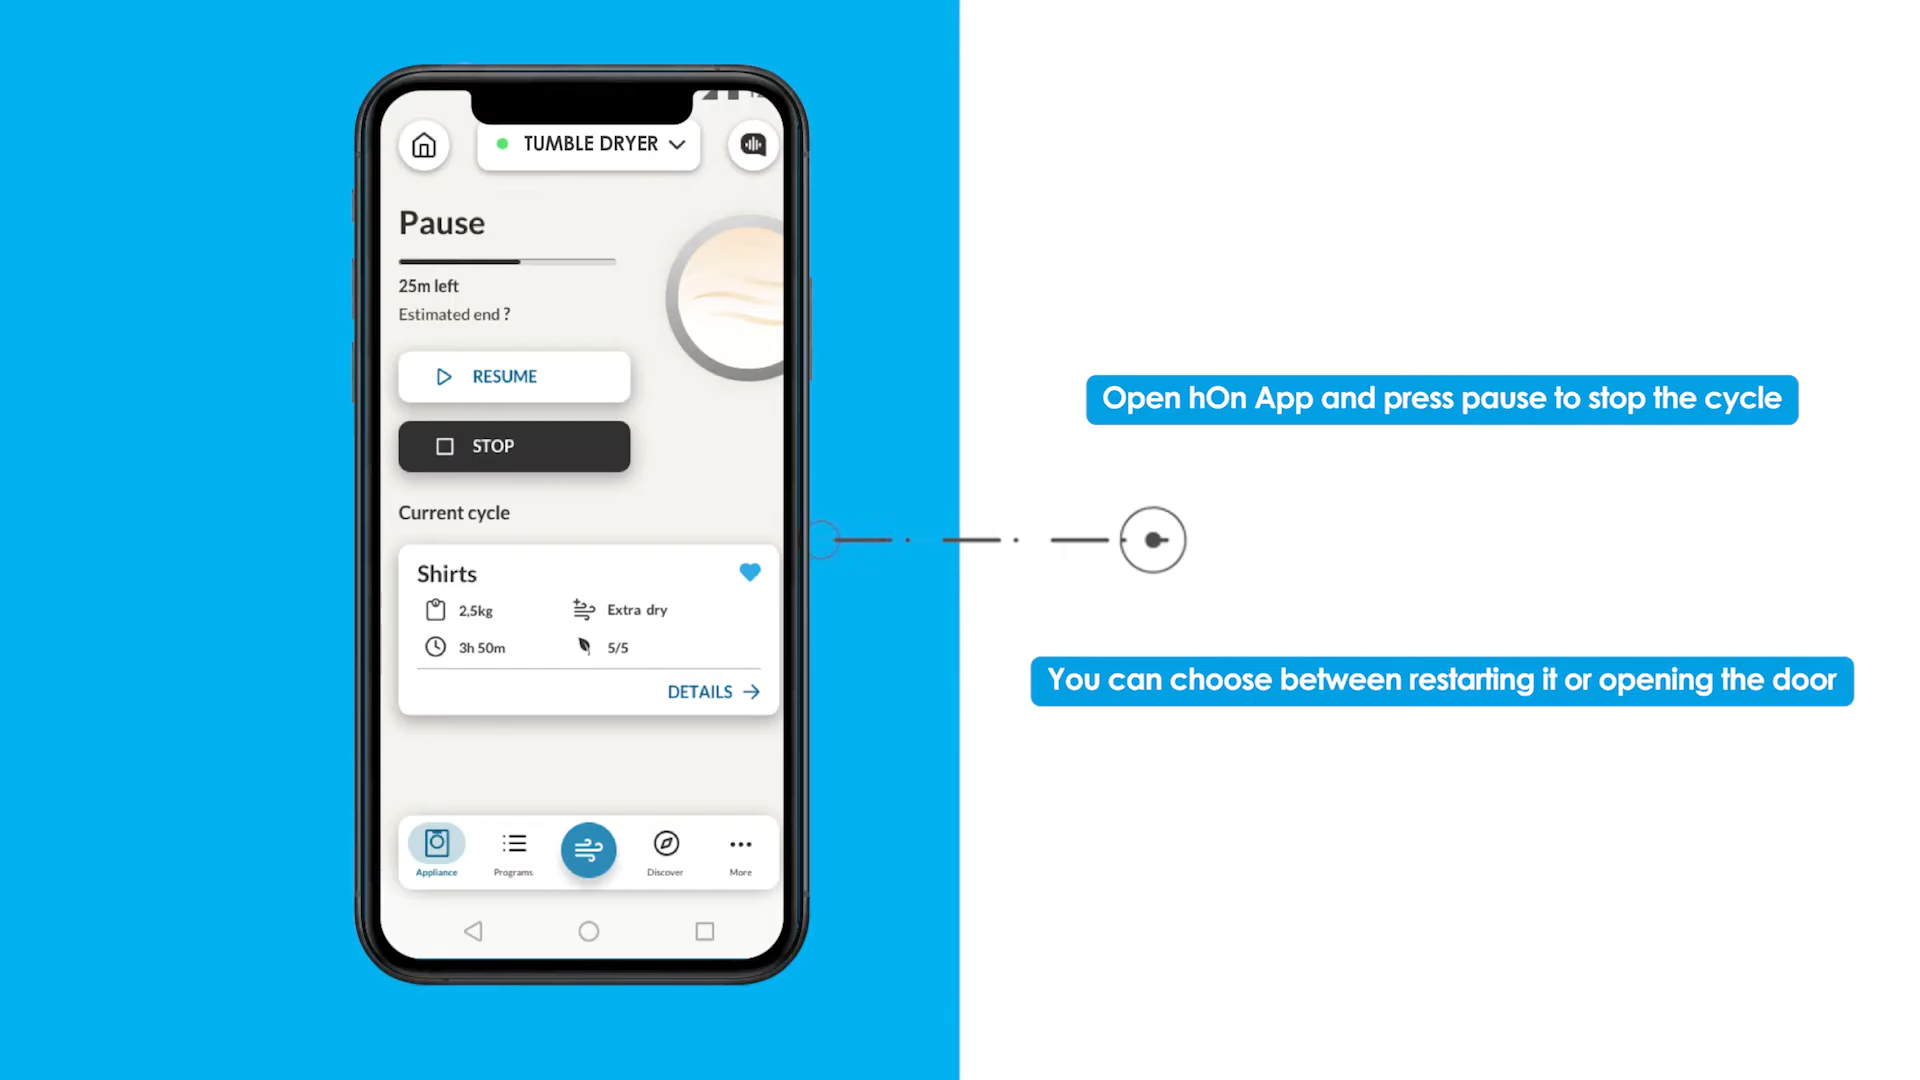 TUMBLE DRYER
Pause
25m left
Estimated end ?
RESUME
STOP
Current cycle
Shirts
2,5kg
Extra dry
3h 50m
5/5
DETAILS
Appliance
Programs
Discover
More
Open hOn App and press pause to stop the cycle
You can choose between restarting it or opening the door